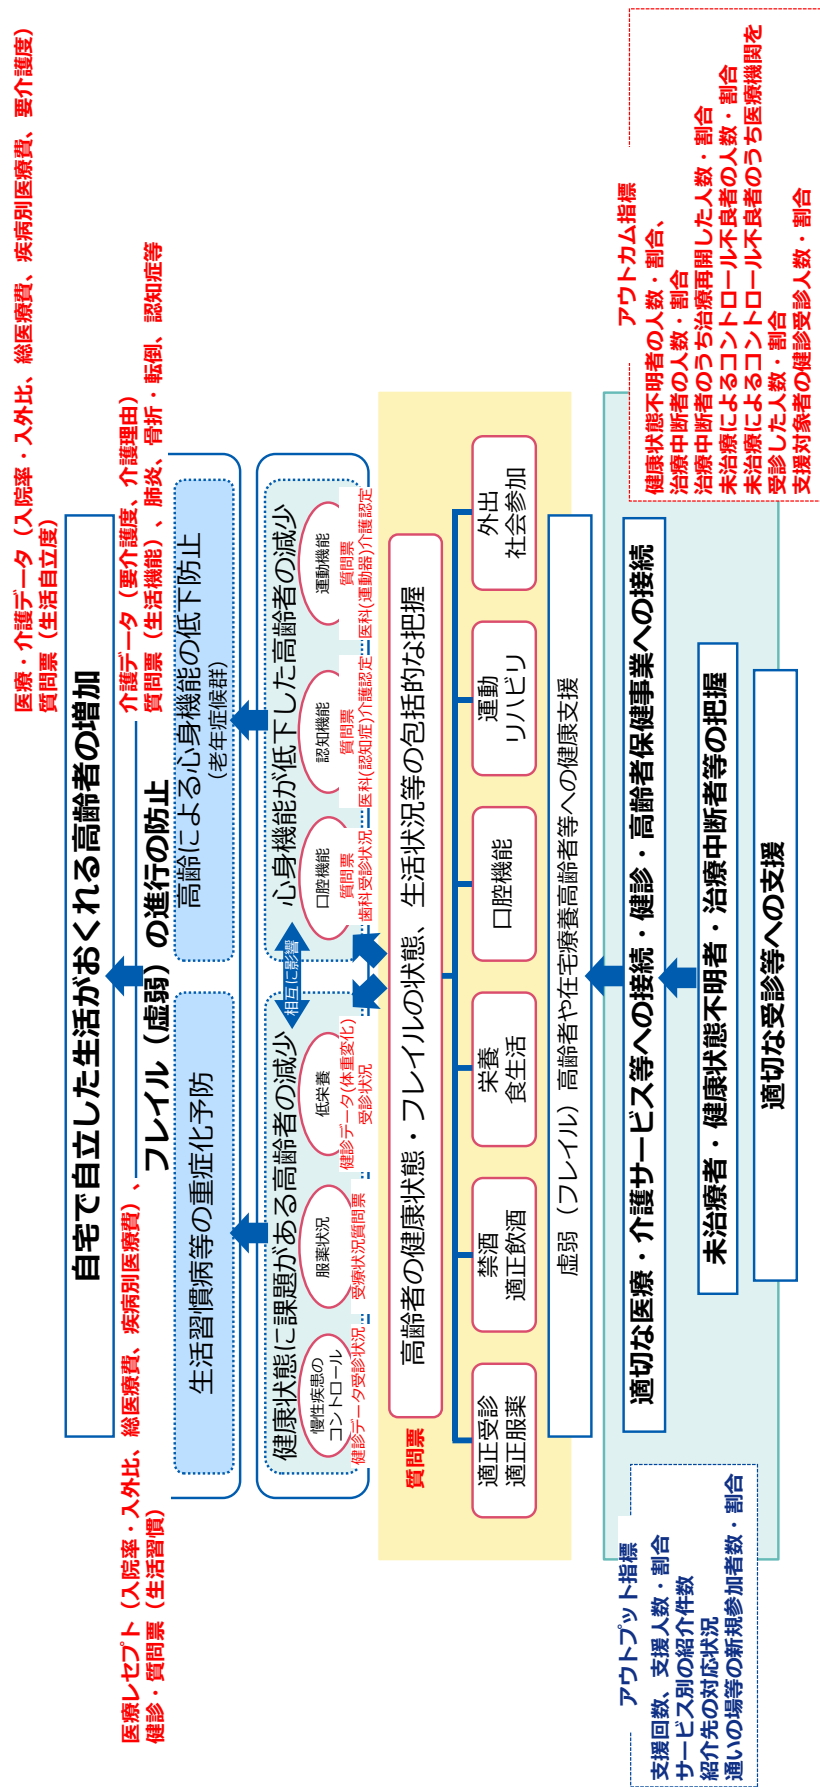 医療・介護データ（入院率・入外比、総医療費、疾病別医療費、要介護度）
質問票（生活自立度）
自宅で自立した生活がおくれる高齢者の増加
医療レセプト（入院率・入外比、総医療費、疾病別医療費）、
健診・質問票（生活習慣）
フレイル（虚弱）の進行の防止
介護データ（要介護度、介護理由）
質問票（生活機能）、肺炎、骨折・転倒、認知症等
生活習慣病等の重症化予防
高齢による心身機能の低下防止
（老年症候群）
健康状態に課題がある高齢者の減少
慢性疾患の
コントロール
健診データ受診状況
服薬状況
受療状況質問票
低栄養
健診データ(体重変化)
受診状況
相互に影響
心身機能が低下した高齢者の減少
口腔機能
質問票
歯科受診状況
認知機能
質問票
医科(認知症)介護認定
運動機能
質問票
医科(運動器)介護認定
質問票
高齢者の健康状態・フレイルの状態、生活状況等の包括的な把握
適正受診
適正服薬
禁酒
適正飲酒
栄養
食生活
口腔機能
運動
リハビリ
外出
社会参加
虚弱（フレイル）高齢者や在宅療養高齢者等への健康支援
適切な医療・介護サービス等への接続・健診・高齢者保健事業への接続
未治療者・健康状態不明者・治療中断者等の把握
適切な受診等への支援
アウトプット指標
支援回数、支援人数・割合
サービス別の紹介件数
紹介先の対応状況
通いの場等の新規参加者数・割合
アウトカム指標
健康状態不明者の人数・割合、
治療中断者の人数・割合
治療中断者のうち治療再開した人数・割合
未治療によるコントロール不良者の人数・割合
未治療によるコントロール不良者のうち医療機関を
受診した人数・割合
支援対象者の健診受診人数・割合